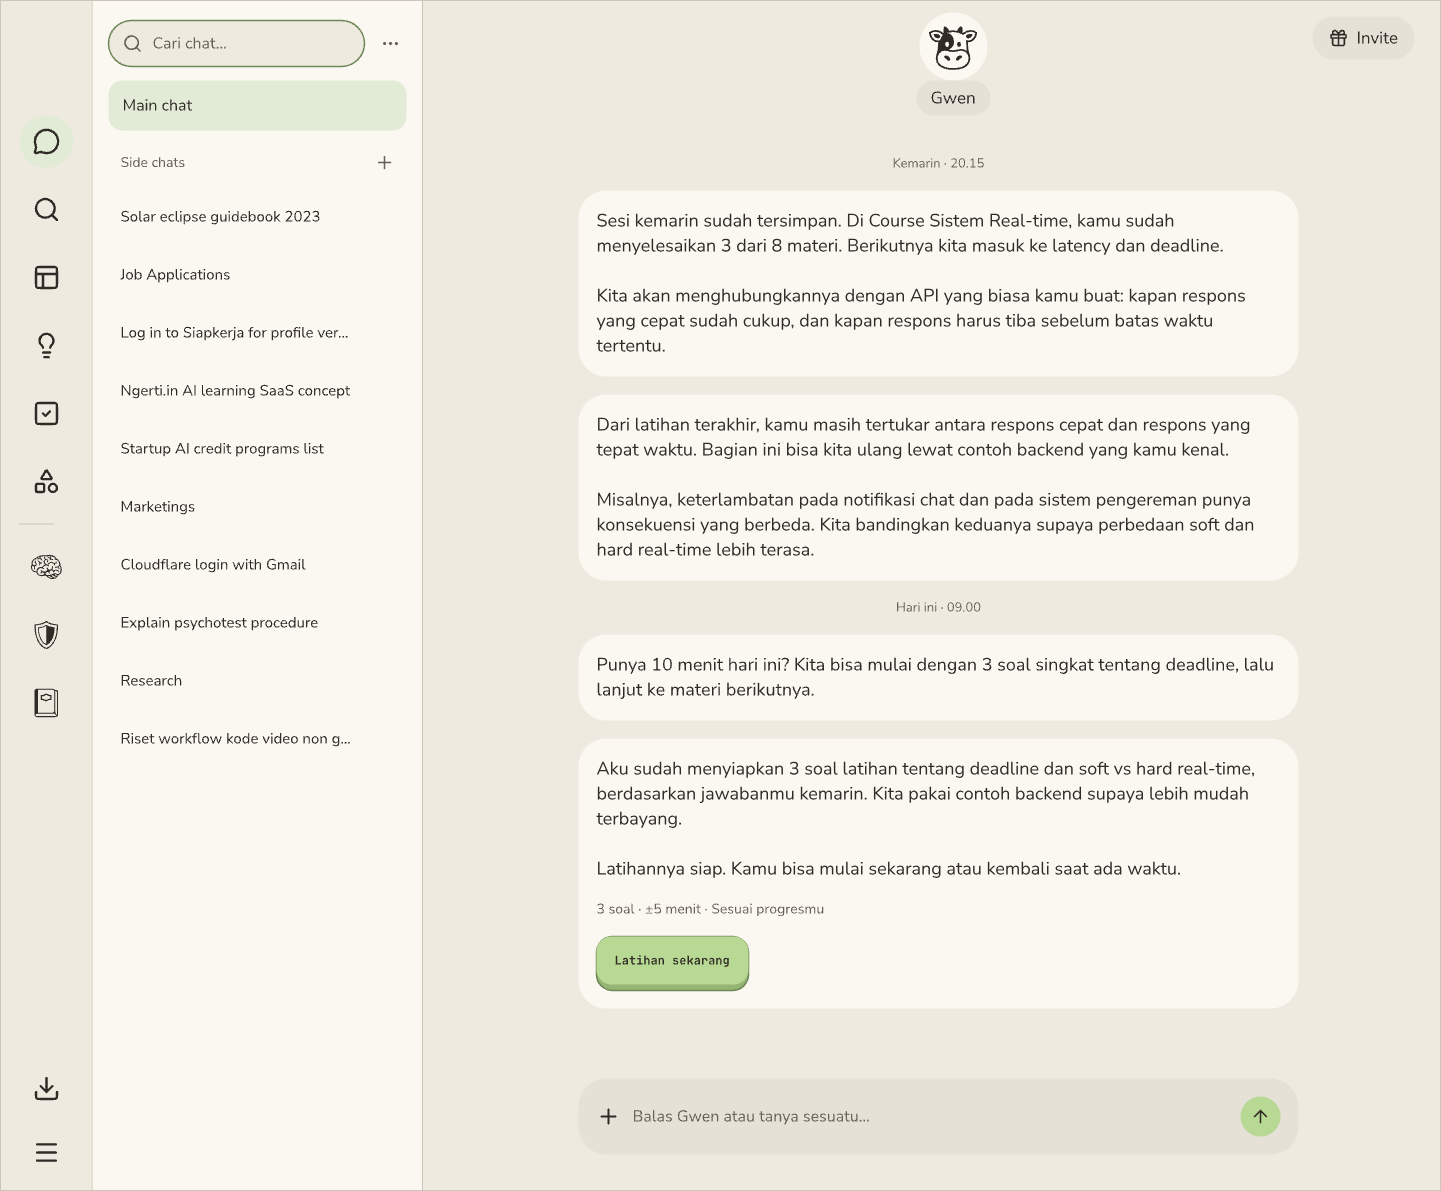 Cari chat...
Main chat
Side chats
Solar eclipse guidebook 2023
Job Applications
Log in to Siapkerja for profile ver...
Ngerti.in AI learning SaaS concept
Startup AI credit programs list
Marketings
Cloudflare login with Gmail
Explain psychotest procedure
Research
Riset workflow kode video non g...
Gwen
Invite
Kemarin · 20.15
Sesi kemarin sudah tersimpan. Di Course Sistem Real-time, kamu sudah
menyelesaikan 3 dari 8 materi. Berikutnya kita masuk ke latency dan deadline.
Kita akan menghubungkannya dengan API yang biasa kamu buat: kapan respons
yang cepat sudah cukup, dan kapan respons harus tiba sebelum batas waktu
tertentu.
Dari latihan terakhir, kamu masih tertukar antara respons cepat dan respons yang
tepat waktu. Bagian ini bisa kita ulang lewat contoh backend yang kamu kenal.
Misalnya, keterlambatan pada notifikasi chat dan pada sistem pengereman punya
konsekuensi yang berbeda. Kita bandingkan keduanya supaya perbedaan soft dan
hard real-time lebih terasa.
Hari ini · 09.00
Punya 10 menit hari ini? Kita bisa mulai dengan 3 soal singkat tentang deadline, lalu
lanjut ke materi berikutnya.
Aku sudah menyiapkan 3 soal latihan tentang deadline dan soft vs hard real-time,
berdasarkan jawabanmu kemarin. Kita pakai contoh backend supaya lebih mudah
terbayang.
Latihannya siap. Kamu bisa mulai sekarang atau kembali saat ada waktu.
3 soal · ±5 menit · Sesuai progresmu
Latihan sekarang
Balas Gwen atau tanya sesuatu...